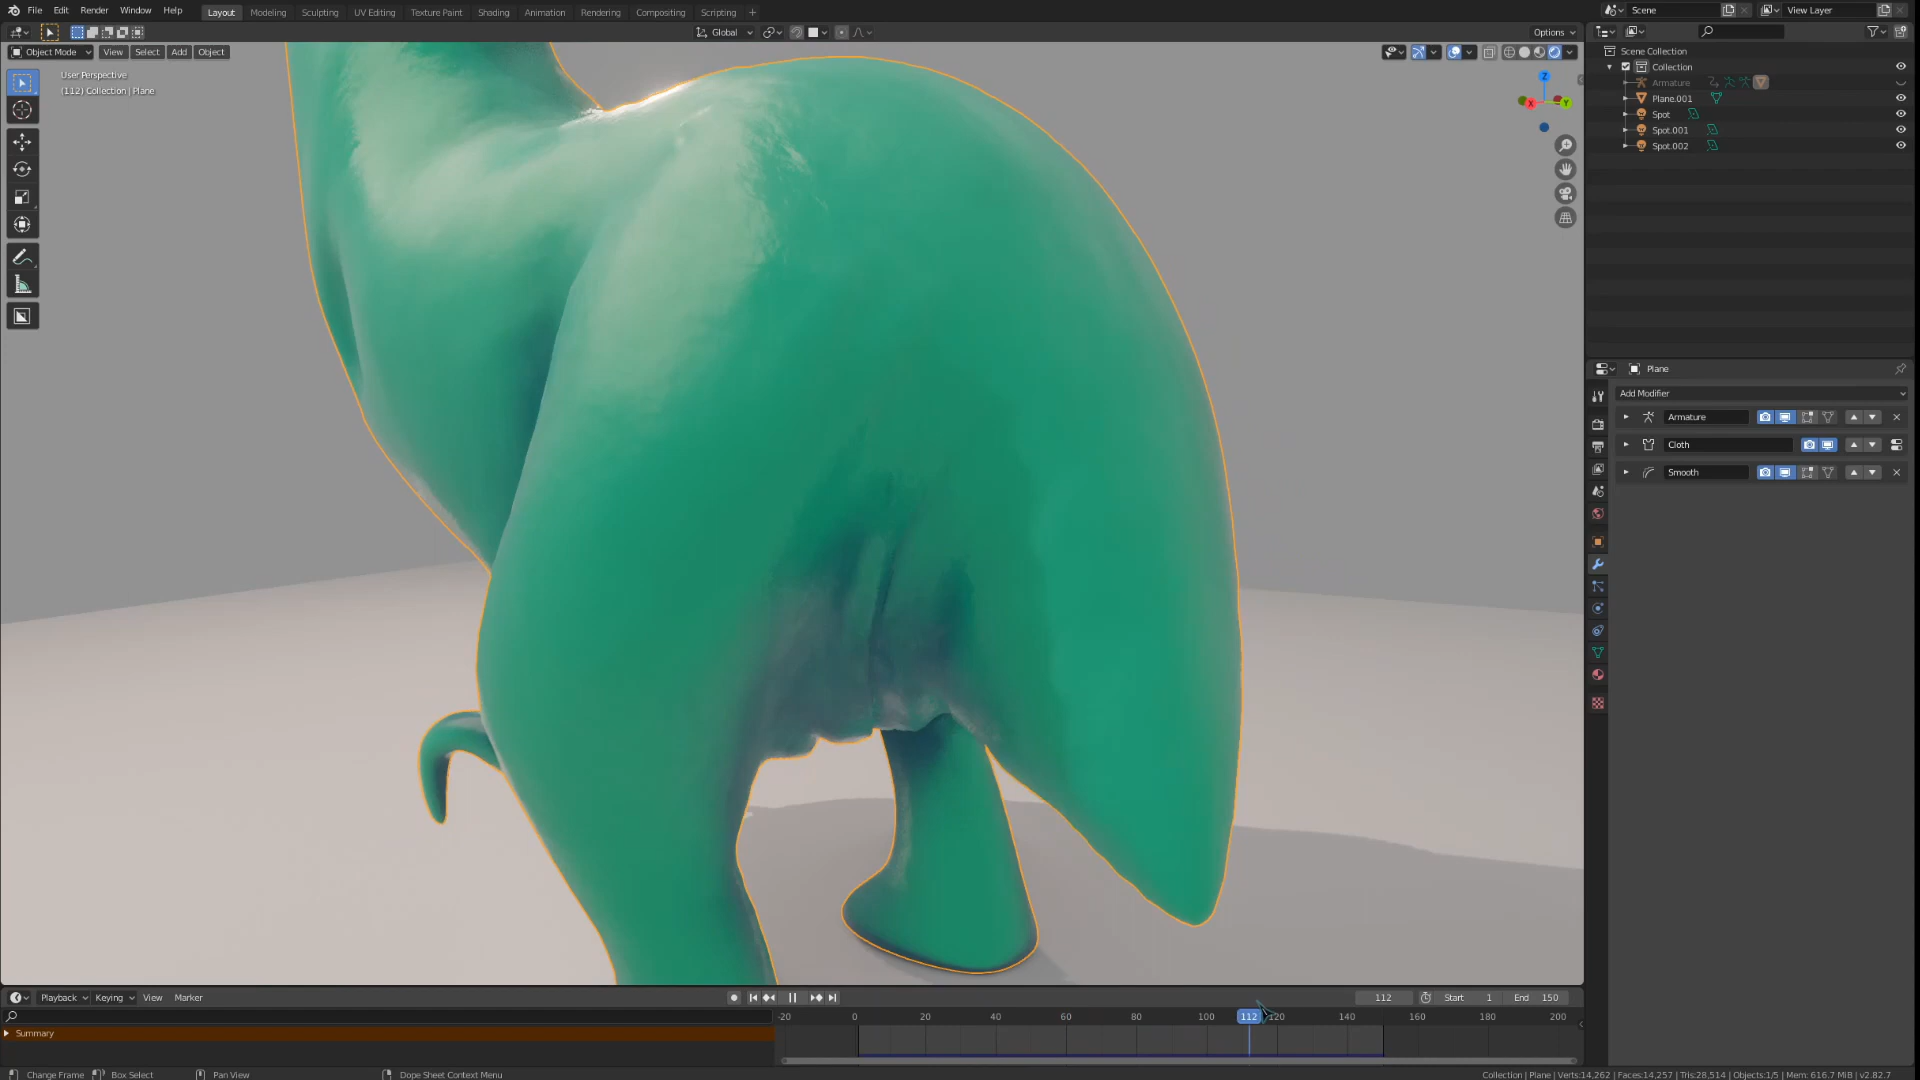 File Edit Render Window Help Layout Modeling Sculpting UV Editing Texture Paint Shading Animation Rendering Compositing Scripting + Scene View Layer
Global Options
Object Mode View Select Add Object
User Perspective
(112) Collection | Plane
Z
X
Y
Scene Collection
Collection
Armature
Plane.001
Spot
Spot.001
Spot.002
Plane
Add Modifier
Armature
Cloth
Smooth
Playback Keying View Marker 112 Start 1 End 150
-20 0 20 40 60 80 100 112 120 140 160 180 200
Summary
Change Frame Box Select Pan View Dope Sheet Context Menu Collection | Plane | Verts:14,262 | Faces:14,257 | Tris:28,514 | Objects:1/5 | Mem: 616.7 MiB | v2.82.7